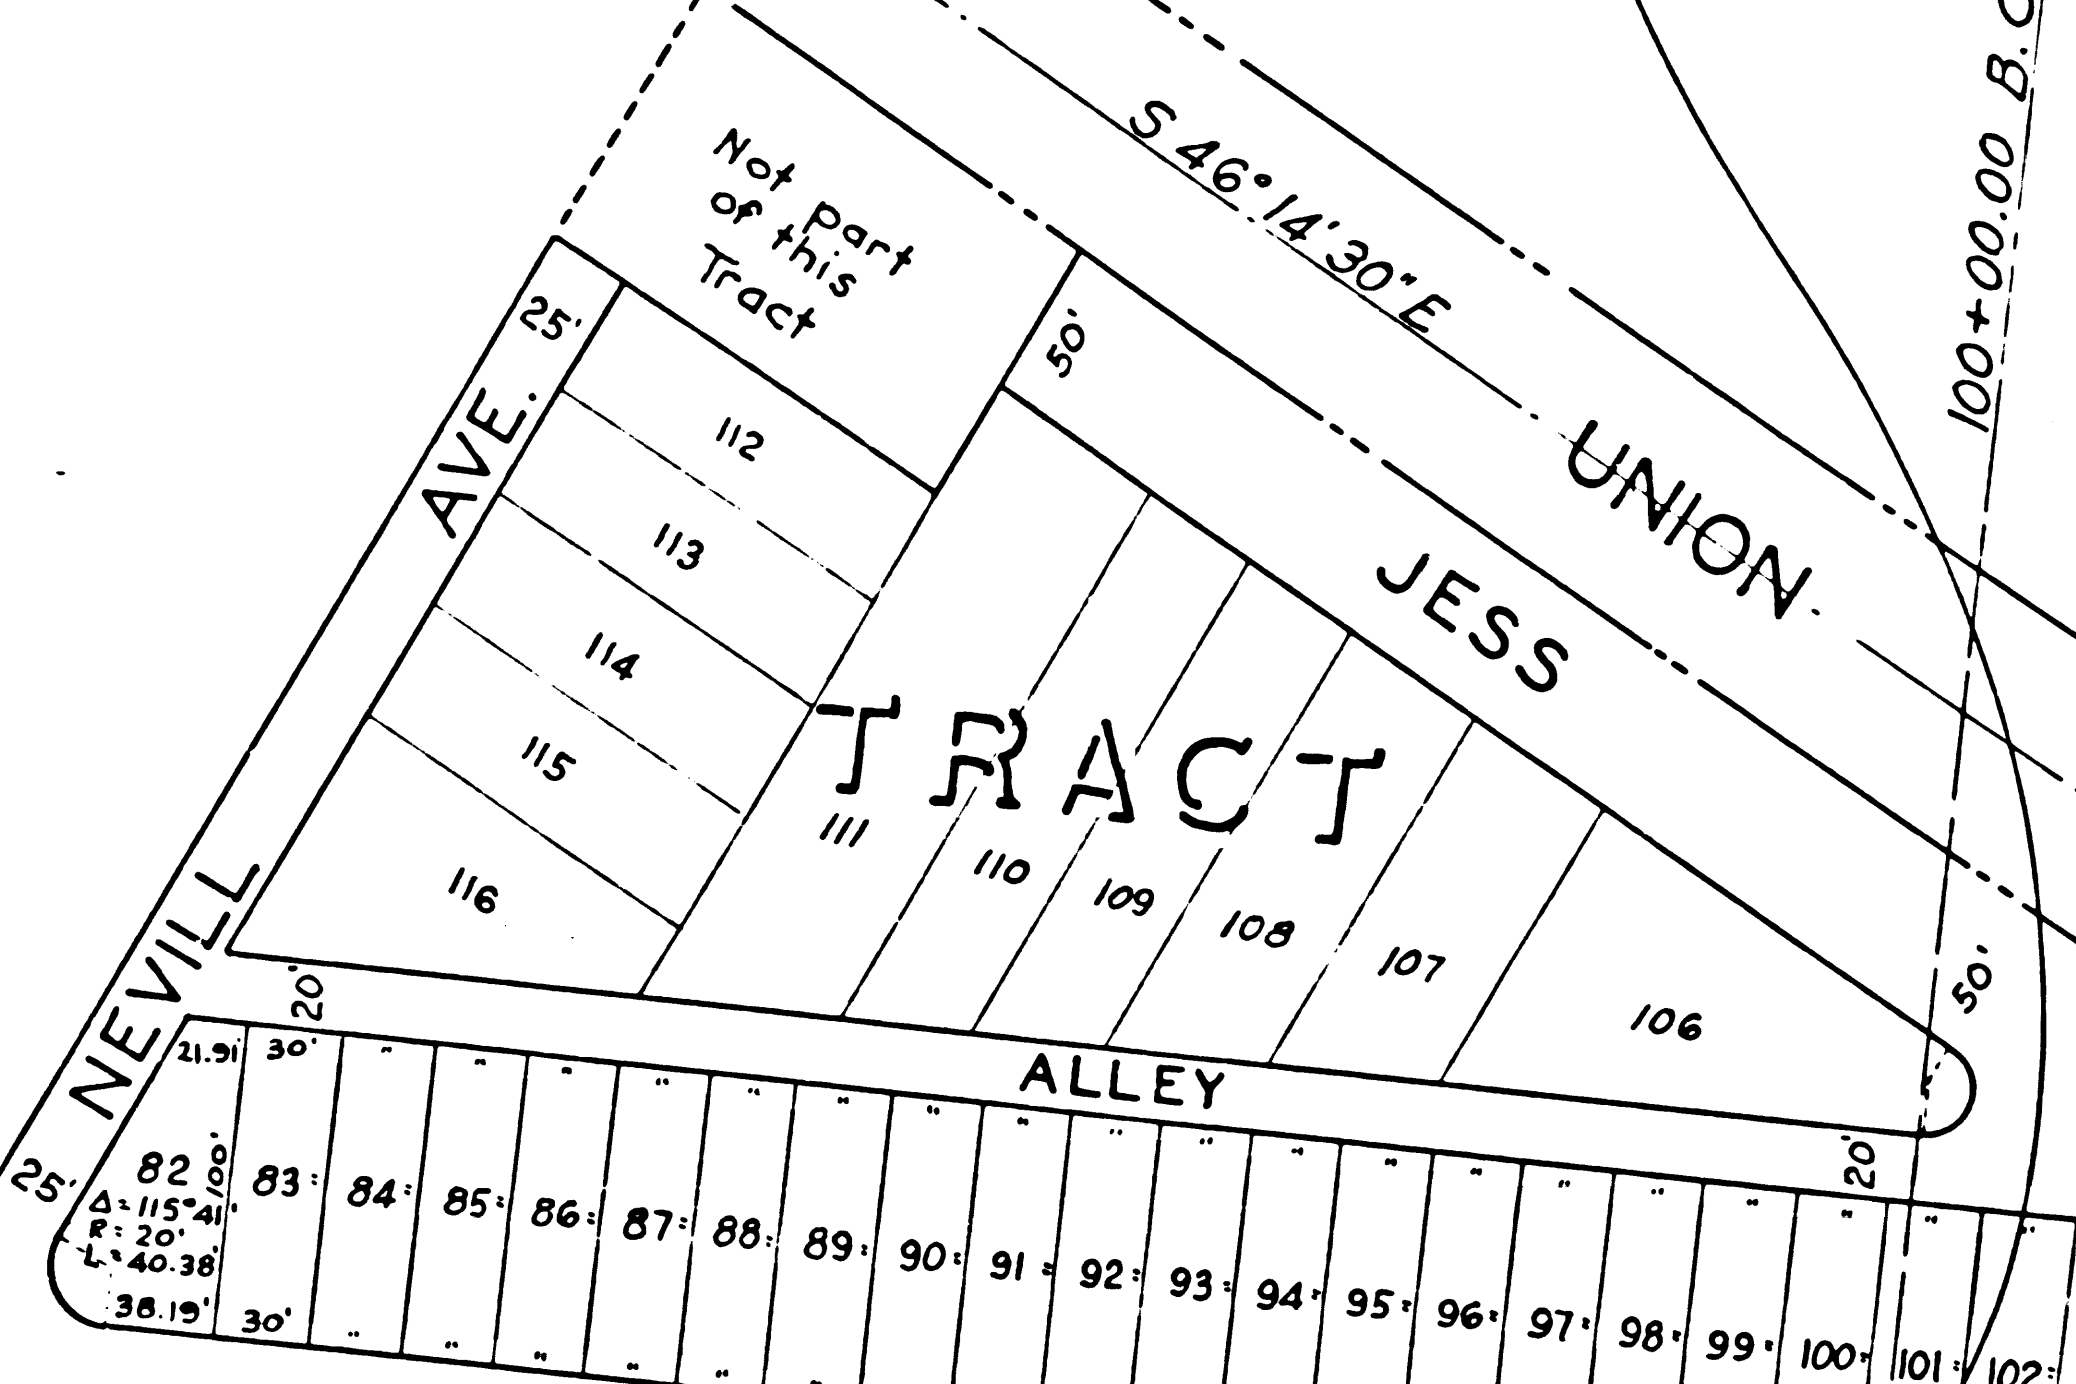 Not part
of this
Tract
S 46° 14' 30" E
100+00.00 B.C
25'
50'
AVE.
112
UNION
113
JESS
114
TRACT
115
111
116
110
109
108
107
106
NEVILL
20'
50'
ALLEY
21.91'
30'
" " " " " " " " " " " " " " " " " " "
20'
25'
82
100'
Δ = 115° 41'
R = 20'
L = 40.38'
38.19'
30'
" " " " " "
83 "
84 "
85 "
86 "
87 "
88 "
89 "
90 "
91 "
92 "
93 "
94 "
95 "
96 "
97 "
98 "
99 "
100 "
101 "
102 "